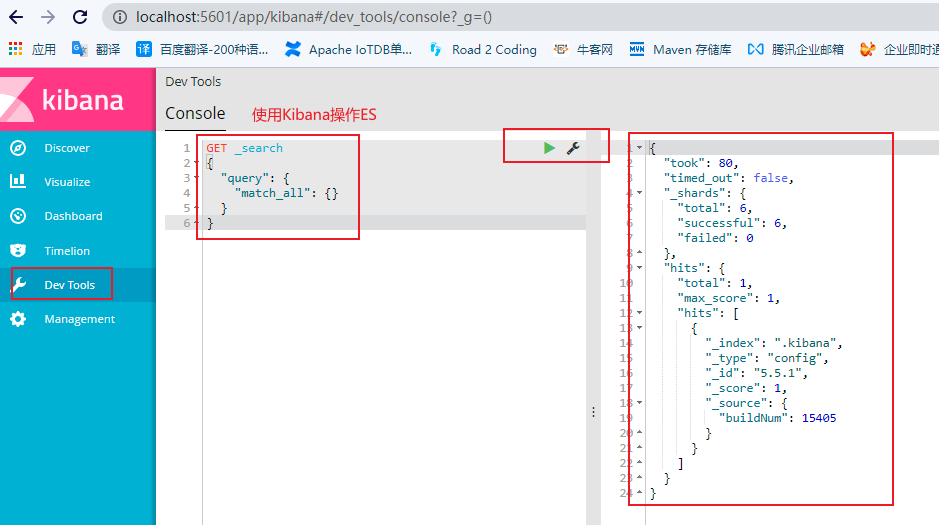 localhost:5601/app/kibana#/dev_tools/console?_g=()
应用 翻译 百度翻译-200种语... Apache IoTDB单... Road 2 Coding 牛客网 Maven 存储库 腾讯企业邮箱 企业即时通
kibana
Discover
Visualize
Dashboard
Timelion
Dev Tools
Management
Dev Tools
Console 使用Kibana操作ES
1 GET _search
2 {
3 "query": {
4 "match_all": {}
5 }
6 }
1 {
2 "took": 80,
3 "timed_out": false,
4 "_shards": {
5 "total": 6,
6 "successful": 6,
7 "failed": 0
8 },
9 "hits": {
10 "total": 1,
11 "max_score": 1,
12 "hits": [
13 {
14 "_index": ".kibana",
15 "_type": "config",
16 "_id": "5.5.1",
17 "_score": 1,
18 "_source": {
19 "buildNum": 15405
20 }
21 }
22 ]
23 }
24 }